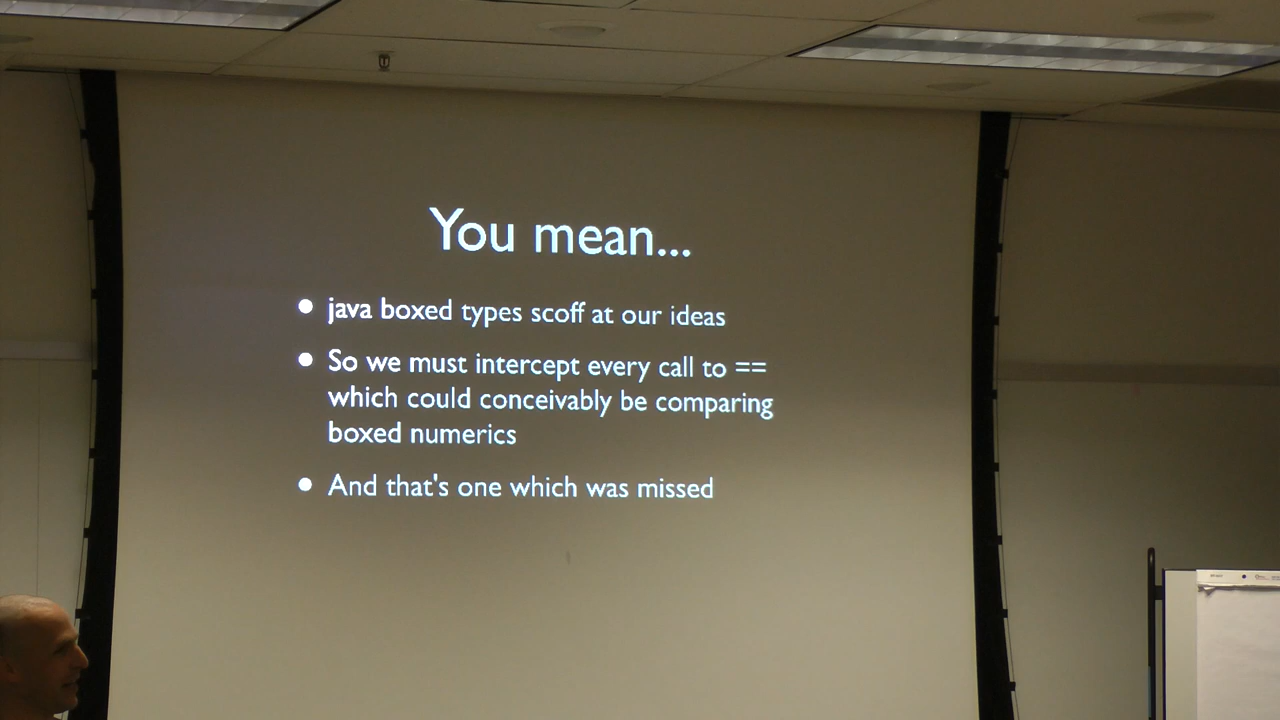 You mean...
java boxed types scoff at our ideas
So we must intercept every call to ==
which could conceivably be comparing
boxed numerics
And that's one which was missed